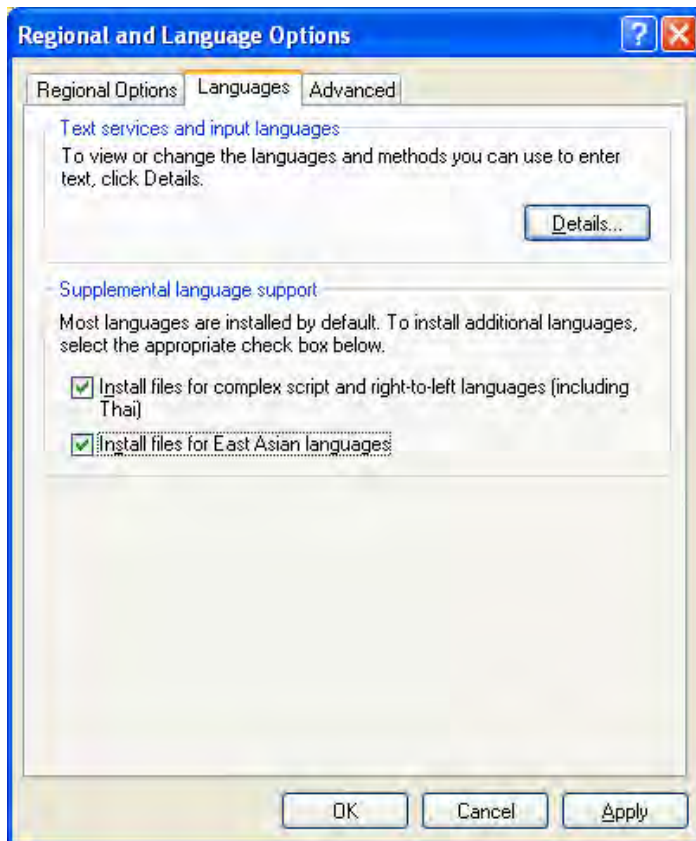 Regional and Language Options
Regional Options Languages Advanced
Text services and input languages
To view or change the languages and methods you can use to enter
text, click Details.
Details...
Supplemental language support
Most languages are installed by default. To install additional languages,
select the appropriate check box below.
Install files for complex script and right-to-left languages (including
Thai)
Install files for East Asian languages
OK Cancel Apply